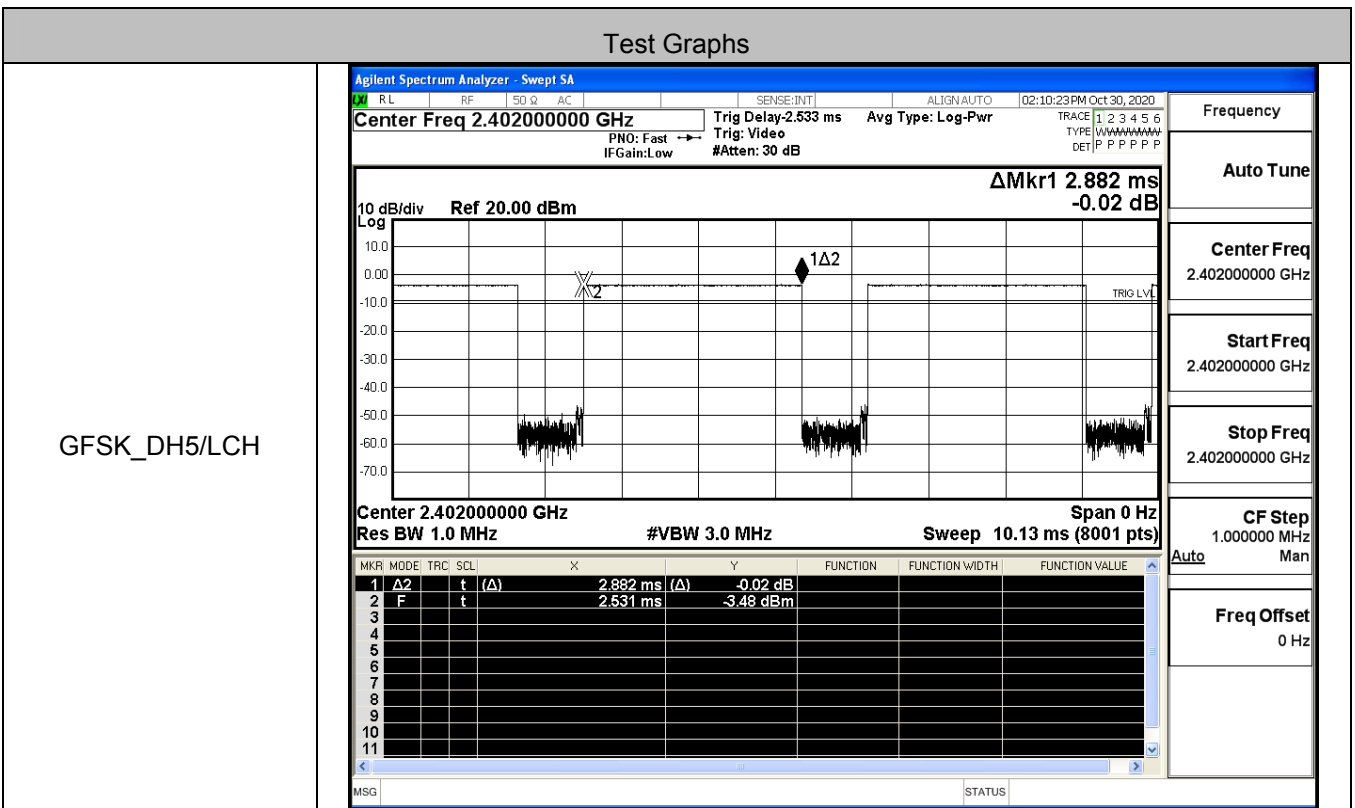 Test Graphs
GFSK_DH5/LCH
Agilent Spectrum Analyzer - Swept SA
LXI RL RF 50 Ω AC SENSE:INT ALIGN AUTO 02:10:23 PM Oct 30, 2020
Center Freq 2.402000000 GHz
PNO: Fast
IFGain:Low
Trig Delay-2.533 ms
Trig: Video
#Atten: 30 dB
Avg Type: Log-Pwr
TRACE 1 2 3 4 5 6
TYPE WWWWWW
DET P P P P P P
ΔMkr1 2.882 ms
-0.02 dB
10 dB/div Ref 20.00 dBm
Log
10.0
0.00
-10.0
-20.0
-30.0
-40.0
-50.0
-60.0
-70.0
1Δ2
2
TRIG LVL
Center 2.402000000 GHz Span 0 Hz
Res BW 1.0 MHz #VBW 3.0 MHz Sweep 10.13 ms (8001 pts)
MKR MODE TRC SCL X Y FUNCTION FUNCTION WIDTH FUNCTION VALUE
1 Δ2 t (Δ) 2.882 ms (Δ) -0.02 dB
2 F t 2.531 ms -3.48 dBm
3
4
5
6
7
8
9
10
11
MSG STATUS
Frequency
Auto Tune
Center Freq
2.402000000 GHz
Start Freq
2.402000000 GHz
Stop Freq
2.402000000 GHz
CF Step
1.000000 MHz
Auto Man
Freq Offset
0 Hz